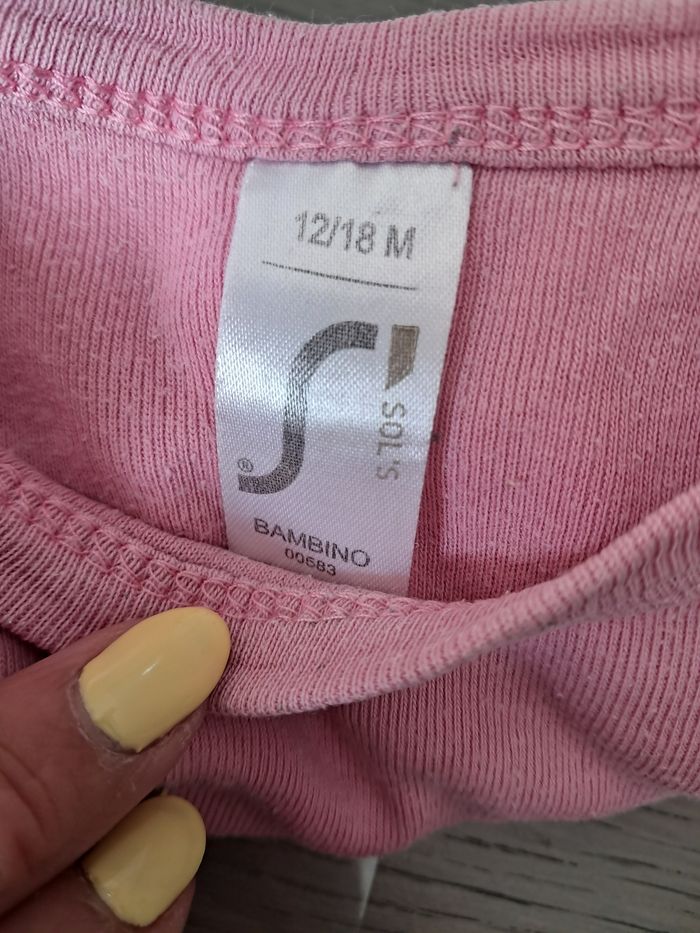 12/18 M
SOL'S
®
BAMBINO
00583